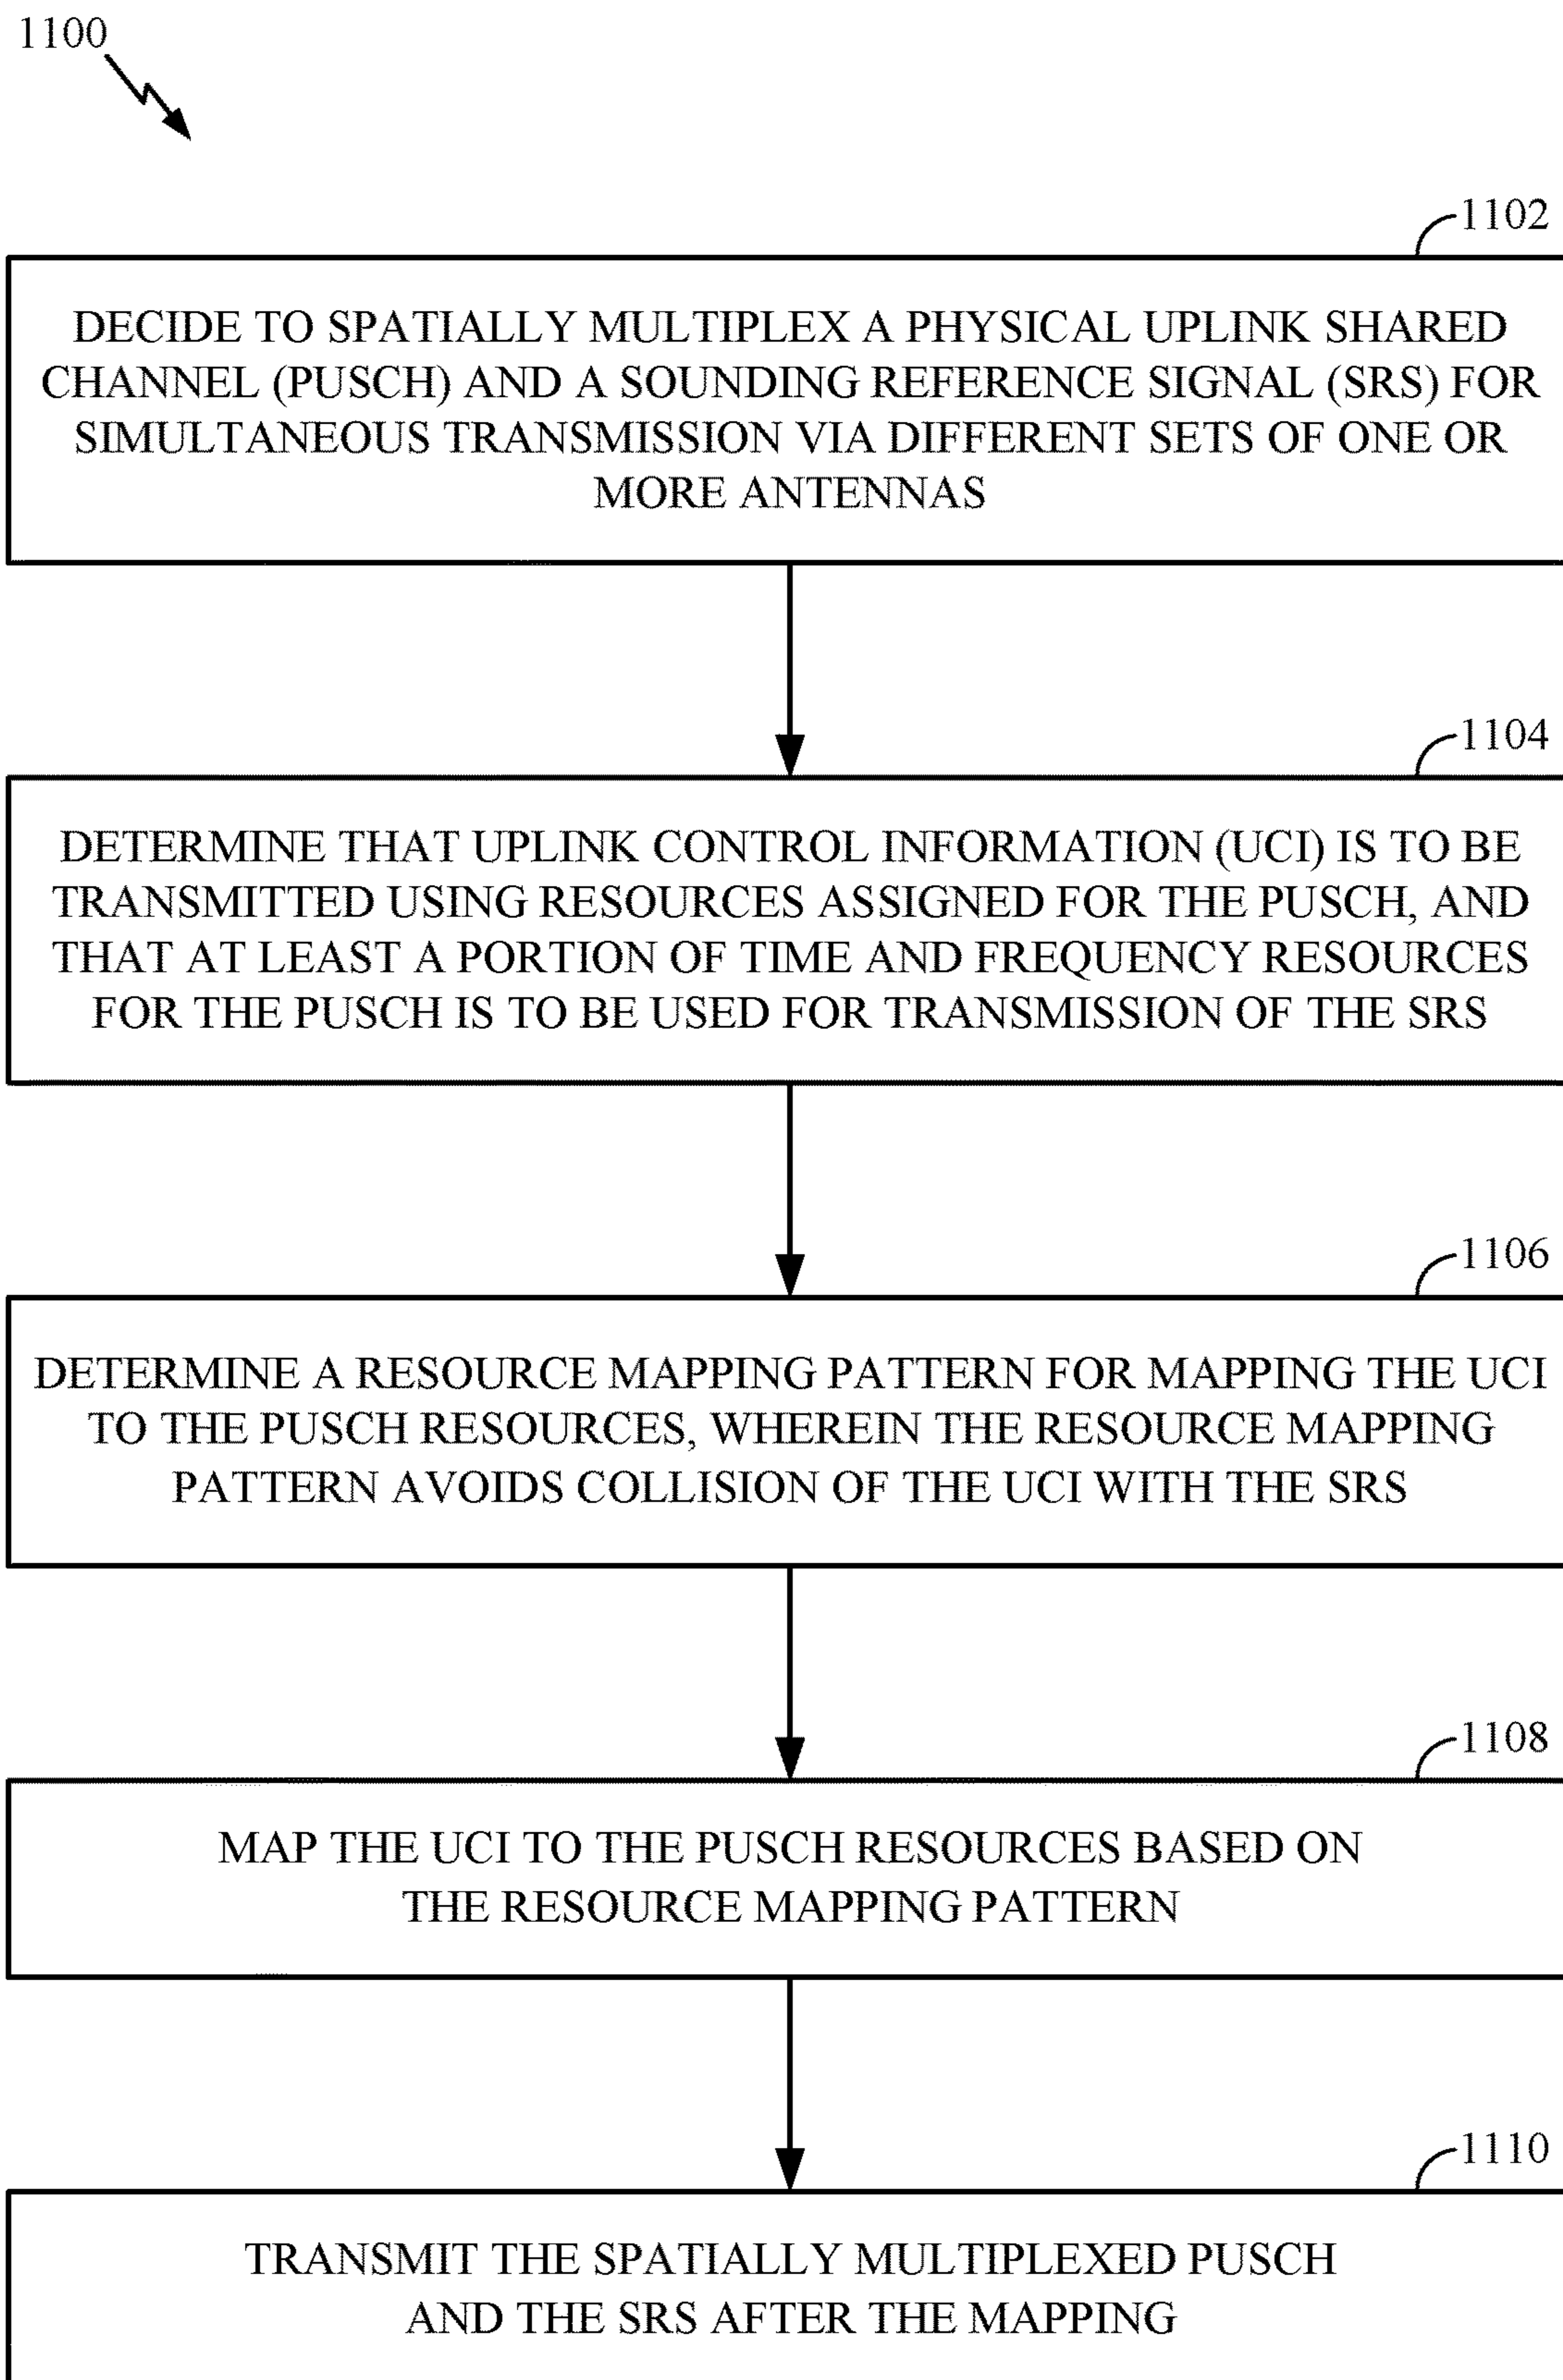 1100
1102
DECIDE TO SPATIALLY MULTIPLEX A PHYSICAL UPLINK SHARED
CHANNEL (PUSCH) AND A SOUNDING REFERENCE SIGNAL (SRS) FOR
SIMULTANEOUS TRANSMISSION VIA DIFFERENT SETS OF ONE OR
MORE ANTENNAS
1104
DETERMINE THAT UPLINK CONTROL INFORMATION (UCI) IS TO BE
TRANSMITTED USING RESOURCES ASSIGNED FOR THE PUSCH, AND
THAT AT LEAST A PORTION OF TIME AND FREQUENCY RESOURCES
FOR THE PUSCH IS TO BE USED FOR TRANSMISSION OF THE SRS
1106
DETERMINE A RESOURCE MAPPING PATTERN FOR MAPPING THE UCI
TO THE PUSCH RESOURCES, WHEREIN THE RESOURCE MAPPING
PATTERN AVOIDS COLLISION OF THE UCI WITH THE SRS
1108
MAP THE UCI TO THE PUSCH RESOURCES BASED ON
THE RESOURCE MAPPING PATTERN
1110
TRANSMIT THE SPATIALLY MULTIPLEXED PUSCH
AND THE SRS AFTER THE MAPPING